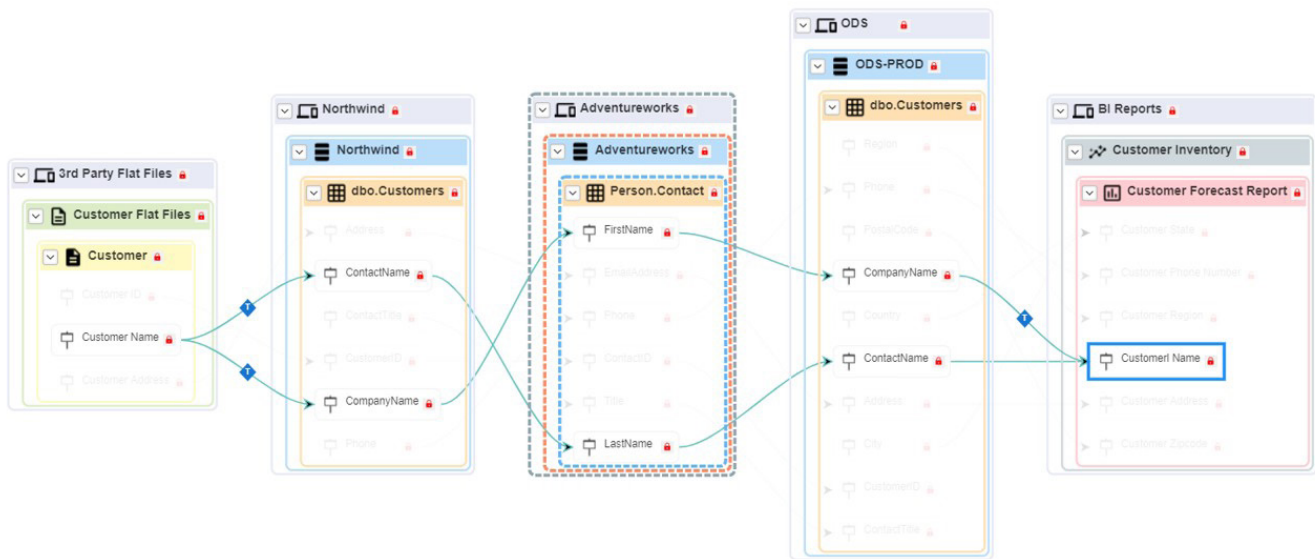 3rd Party Flat Files
Customer Flat Files
Customer
Customer ID
Customer Name
Customer Address
T
T
Northwind
Northwind
dbo.Customers
Address
ContactName
ContactTitle
CustomerID
CompanyName
Phone
Adventureworks
Adventureworks
Person.Contact
FirstName
EmailAddress
Phone
ContactID
Title
LastName
ODS
ODS-PROD
dbo.Customers
Region
Phone
PostalCode
CompanyName
Country
ContactName
Address
City
CustomerID
ContactTitle
T
BI Reports
Customer Inventory
Customer Forecast Report
Customer State
Customer Phone Number
Customer Region
CustomerI Name
Customer Address
Customer Zipcode